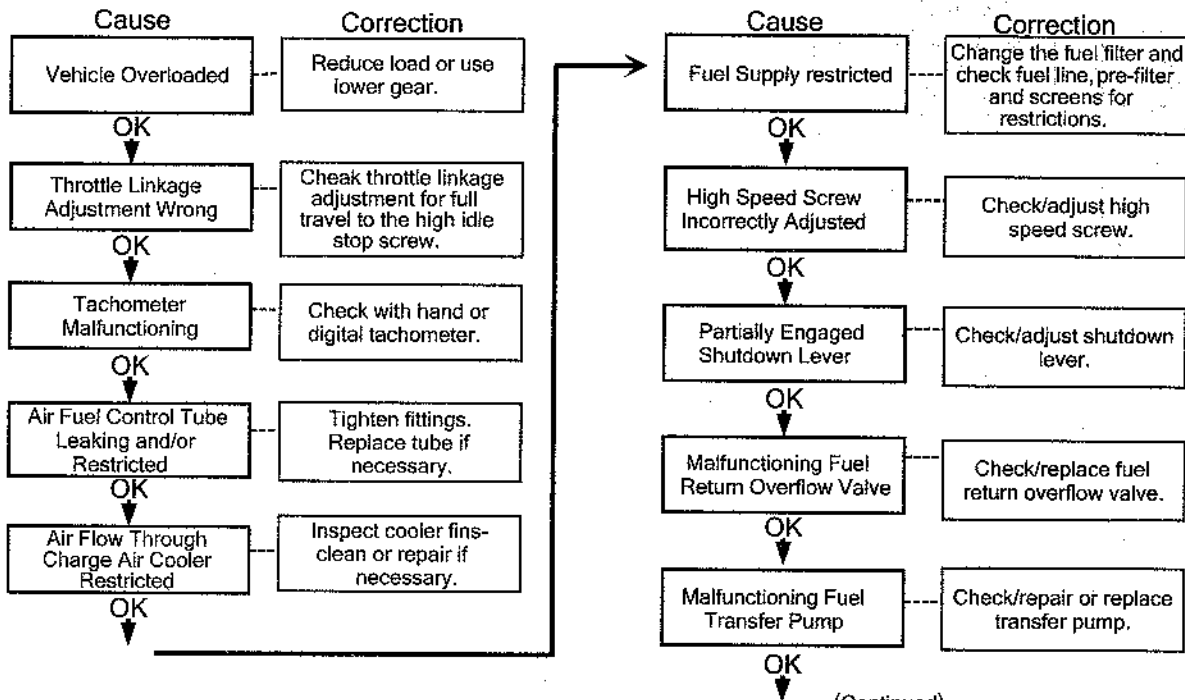 Cause Correction
Vehicle Overloaded
Reduce load or use
lower gear.
OK
Throttle Linkage
Adjustment Wrong
Cheak throttle linkage
adjustment for full
travel to the high idle
stop screw.
OK
Tachometer
Malfunctioning
Check with hand or
digital tachometer.
OK
Air Fuel Control Tube
Leaking and/or
Restricted
Tighten fittings.
Replace tube if
necessary.
OK
Air Flow Through
Charge Air Cooler
Restricted
Inspect cooler fins-
clean or repair if
necessary.
OK
Cause Correction
Fuel Supply restricted
Change the fuel filter and
check fuel line, pre-filter
and screens for
restrictions.
OK
High Speed Screw
Incorrectly Adjusted
Check/adjust high
speed screw.
OK
Partially Engaged
Shutdown Lever
Check/adjust shutdown
lever.
OK
Malfunctioning Fuel
Return Overflow Valve
Check/replace fuel
return overflow valve.
OK
Malfunctioning Fuel
Transfer Pump
Check/repair or replace
transfer pump.
OK
(Continued)